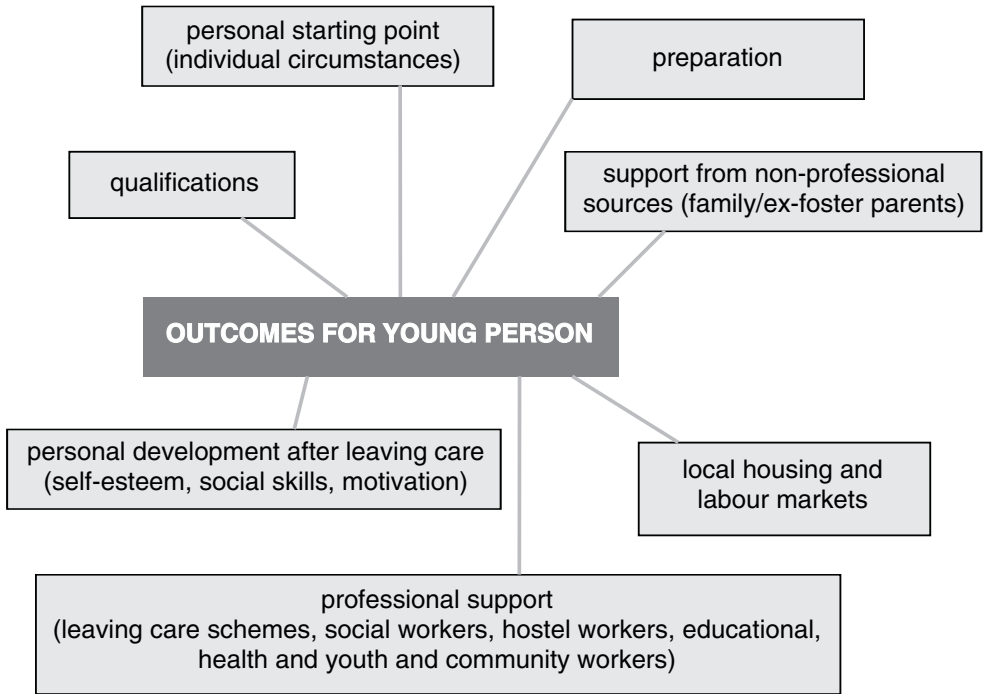 personal starting point
(individual circumstances)
preparation
qualifications
support from non-professional
sources (family/ex-foster parents)
OUTCOMES FOR YOUNG PERSON
personal development after leaving care
(self-esteem, social skills, motivation)
local housing and
labour markets
professional support
(leaving care schemes, social workers, hostel workers, educational,
health and youth and community workers)